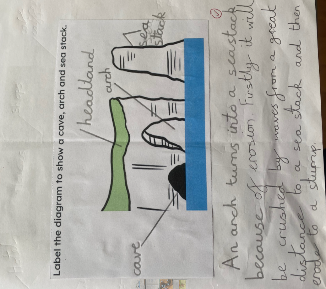 Label the diagram to show a cave, arch and sea stack.
headland
arch
sea
stack
cave
An arch turns into a seastack
because of erosion. Firstly it will
be crushed by waves from a great
distance to a sea stack and then
erode to a slump